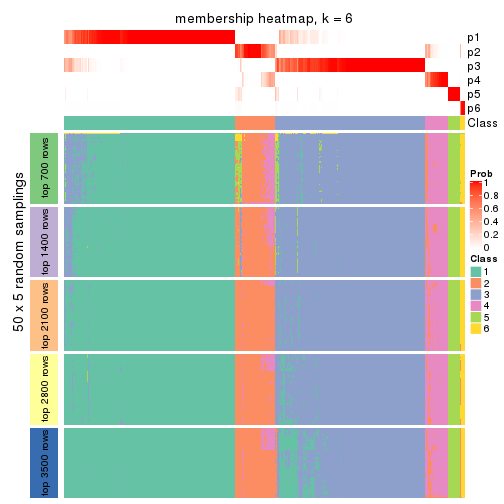 membership heatmap, k = 6
p1
p2
p3
p4
p5
p6
Class
50 x 5 random samplings
top 700 rows
top 1400 rows
top 2100 rows
top 2800 rows
top 3500 rows
Prob
1
0.8
0.6
0.4
0.2
0
Class
1
2
3
4
5
6